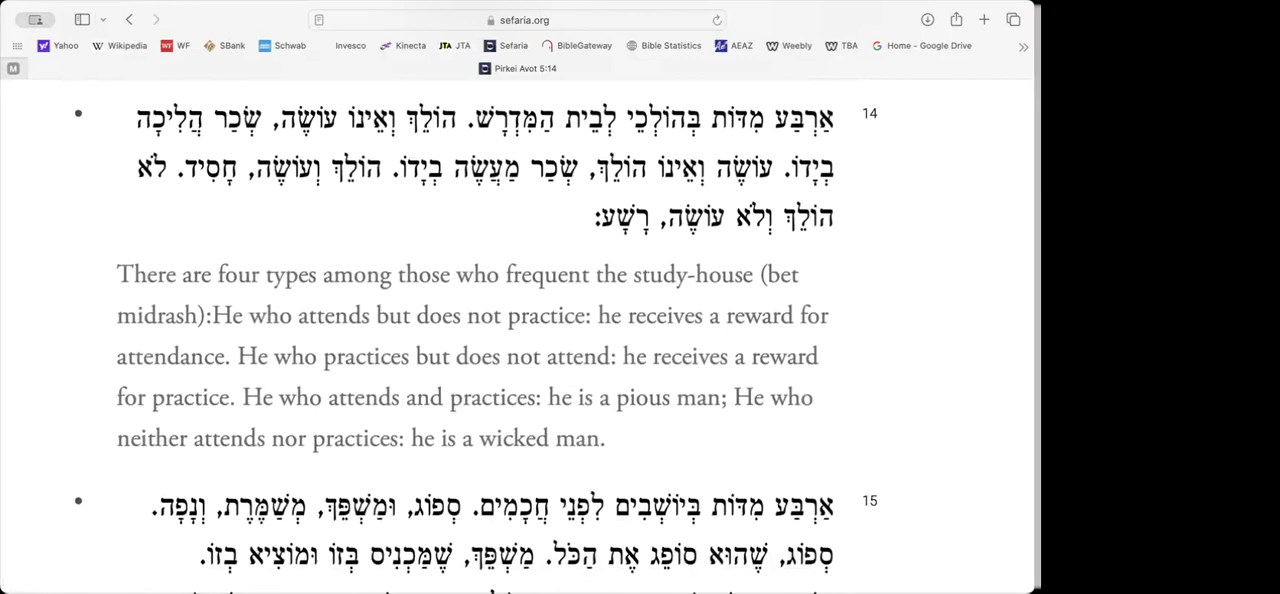 sefaria.org
Yahoo Wikipedia WF SBank Schwab Invesco Kinecta JTA Sefaria BibleGateway Bible Statistics AEAZ Weebly TBA Home - Google Drive
M Pirkei Avot 5:14
14 אַרְבַּע מִדּוֹת בְּהוֹלְכֵי לְבֵית הַמִּדְרָשׁ. הוֹלֵךְ וְאֵינוֹ עוֹשֶׂה, שְׂכַר הֲלִיכָה
בְיָדוֹ. עוֹשֶׂה וְאֵינוֹ הוֹלֵךְ, שְׂכַר מַעֲשֶׂה בְיָדוֹ. הוֹלֵךְ וְעוֹשֶׂה, חָסִיד. לֹא
הוֹלֵךְ וְלֹא עוֹשֶׂה, רָשָׁע:
There are four types among those who frequent the study-house (bet
midrash):He who attends but does not practice: he receives a reward for
attendance. He who practices but does not attend: he receives a reward
for practice. He who attends and practices: he is a pious man; He who
neither attends nor practices: he is a wicked man.
15 אַרְבַּע מִדּוֹת בְּיוֹשְׁבִים לִפְנֵי חֲכָמִים. סְפוֹג, וּמַשְׁפֵּךְ, מְשַׁמֶּרֶת, וְנָפָה.
סְפוֹג, שֶׁהוּא סוֹפֵג אֶת הַכֹּל. מַשְׁפֵּךְ, שֶׁמַּכְנִיס בְּזוֹ וּמוֹצִיא בְזוֹ.